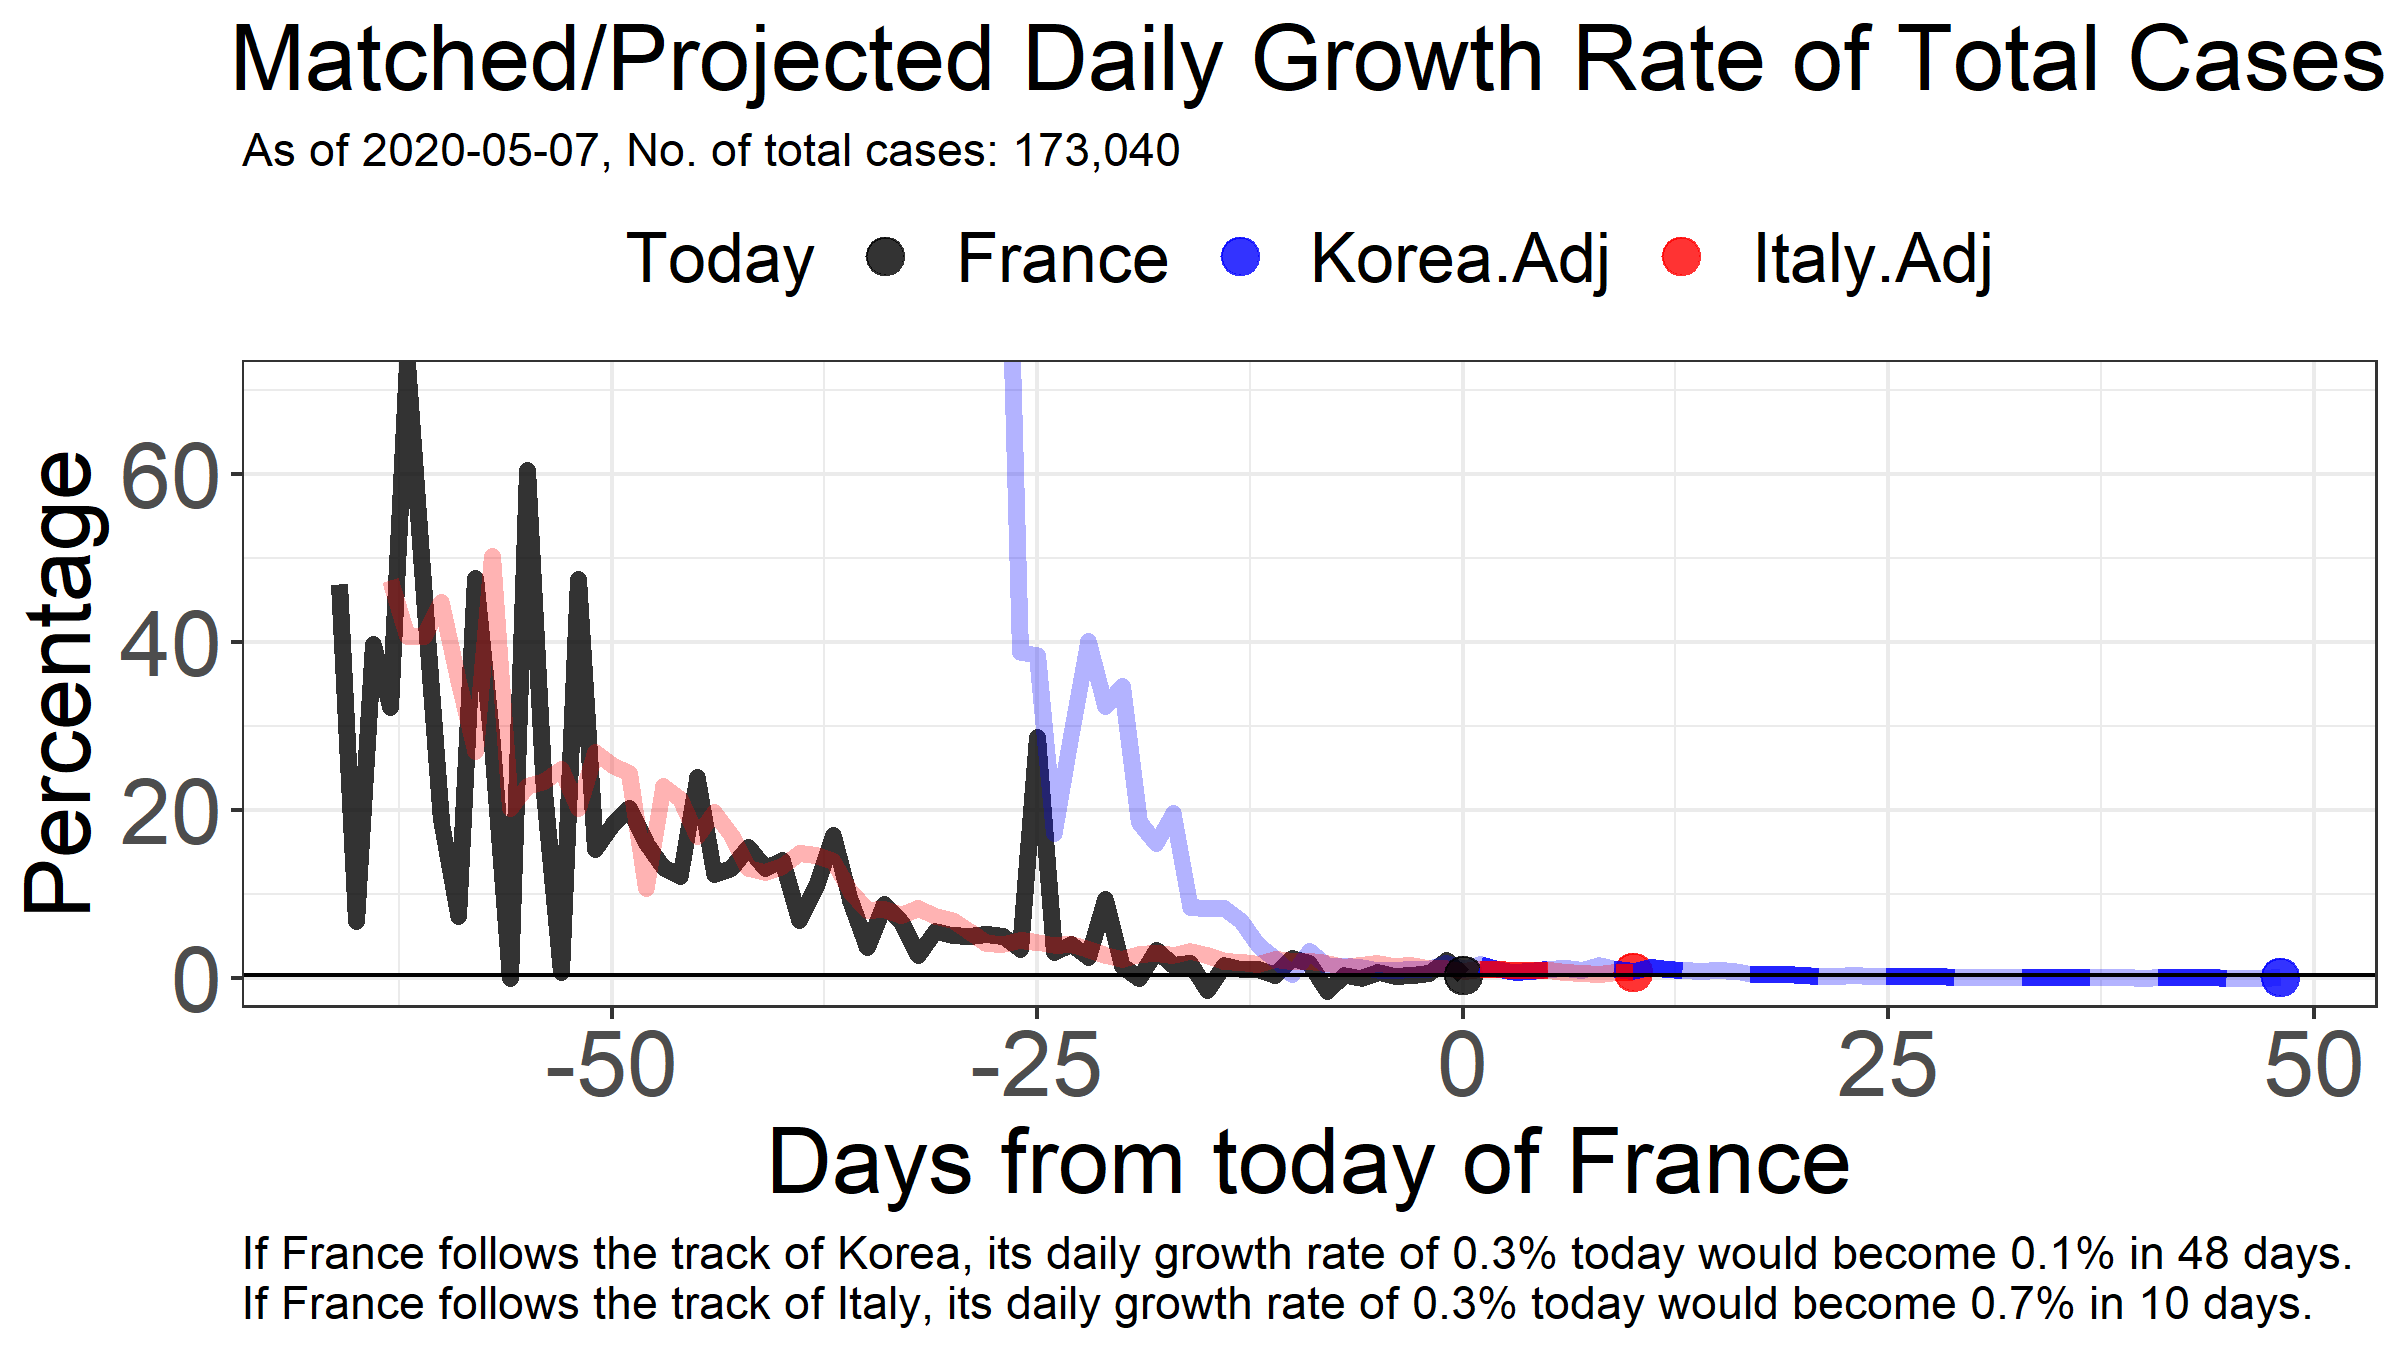 Matched/Projected Daily Growth Rate of Total Cases
As of 2020-05-07, No. of total cases: 173,040
Today France Korea.Adj Italy.Adj
Percentage
60
40
20
0
-50 -25 0 25 50
Days from today of France
If France follows the track of Korea, its daily growth rate of 0.3% today would become 0.1% in 48 days.
If France follows the track of Italy, its daily growth rate of 0.3% today would become 0.7% in 10 days.